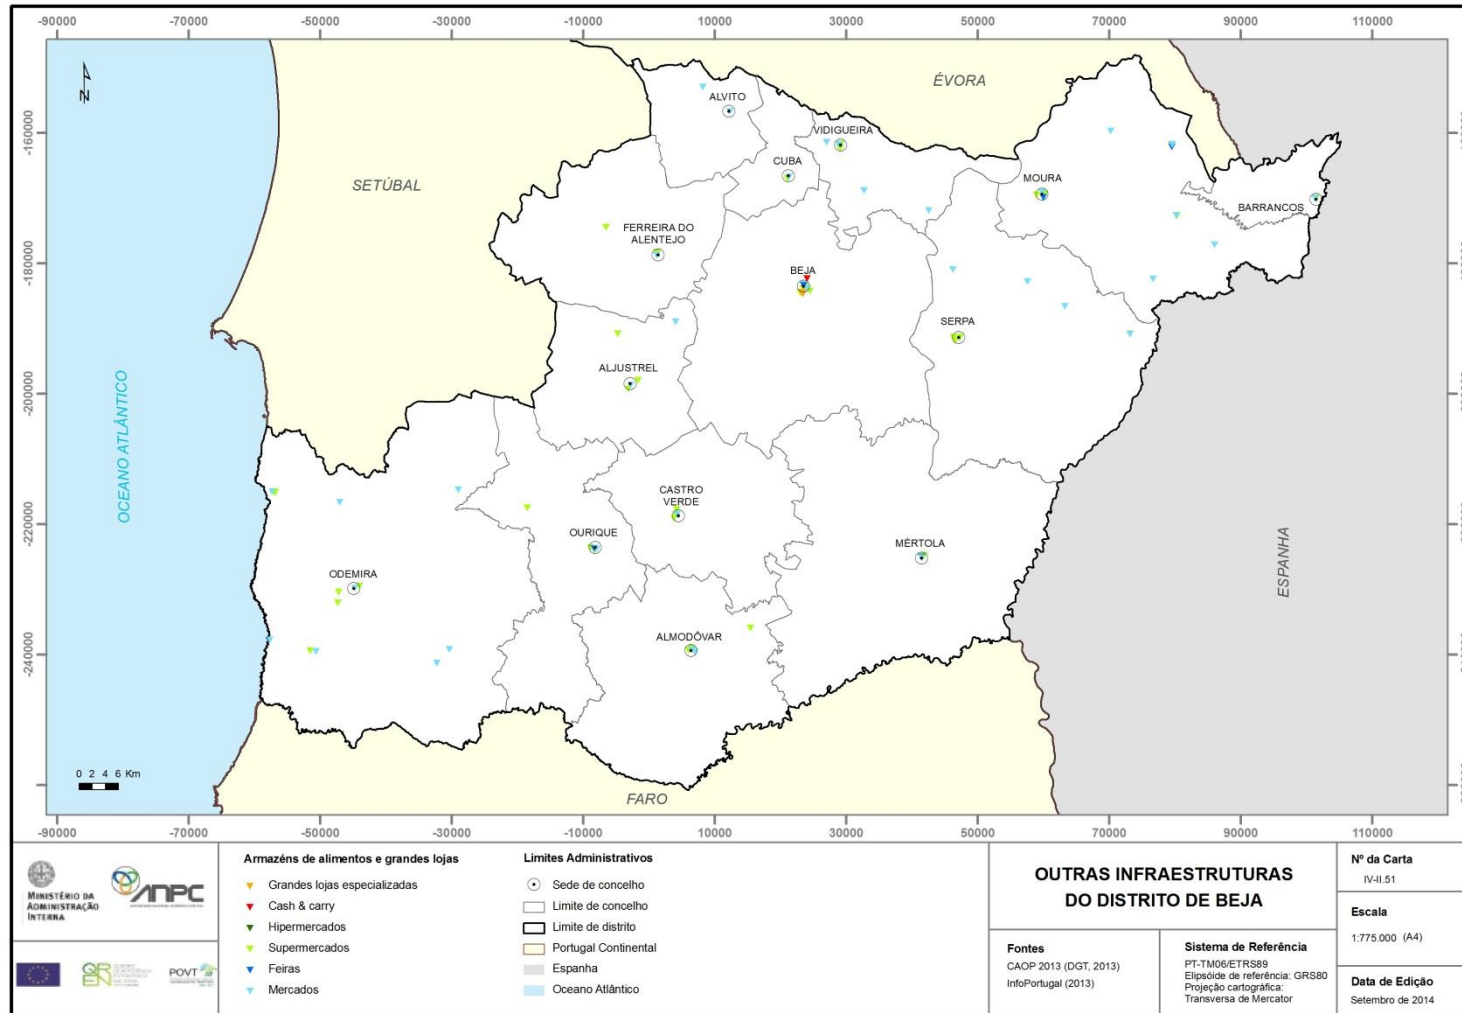 -90000 -70000 -50000 -30000 -10000 10000 30000 50000 70000 90000 110000
N
ÉVORA
ALVITO
VIDIGUEIRA
-160000
CUBA
SETÚBAL
MOURA
BARRANCOS
FERREIRA DO
ALENTEJO
-180000
BEJA
SERPA
ALJUSTREL
OCEANO ATLÂNTICO
-200000
CASTRO
VERDE
-220000
OURIQUE
MÉRTOLA
ESPANHA
ODEMIRA
ALMODÔVAR
-240000
0 2 4 6 Km
FARO
-90000 -70000 -50000 -30000 -10000 10000 30000 50000 70000 90000 110000
MINISTÉRIO DA
ADMINISTRAÇÃO
INTERNA
ANPC
QREN
POVT
Armazéns de alimentos e grandes lojas
Grandes lojas especializadas
Cash & carry
Hipermercados
Supermercados
Feiras
Mercados
Limites Administrativos
Sede de concelho
Limite de concelho
Limite de distrito
Portugal Continental
Espanha
Oceano Atlântico
OUTRAS INFRAESTRUTURAS
DO DISTRITO DE BEJA
Fontes
CAOP 2013 (DGT, 2013)
InfoPortugal (2013)
Sistema de Referência
PT-TM06/ETRS89
Elipsóide de referência: GRS80
Projeção cartográfica:
Transversa de Mercator
Nº da Carta
IV-II.51
Escala
1:775.000 (A4)
Data de Edição
Setembro de 2014